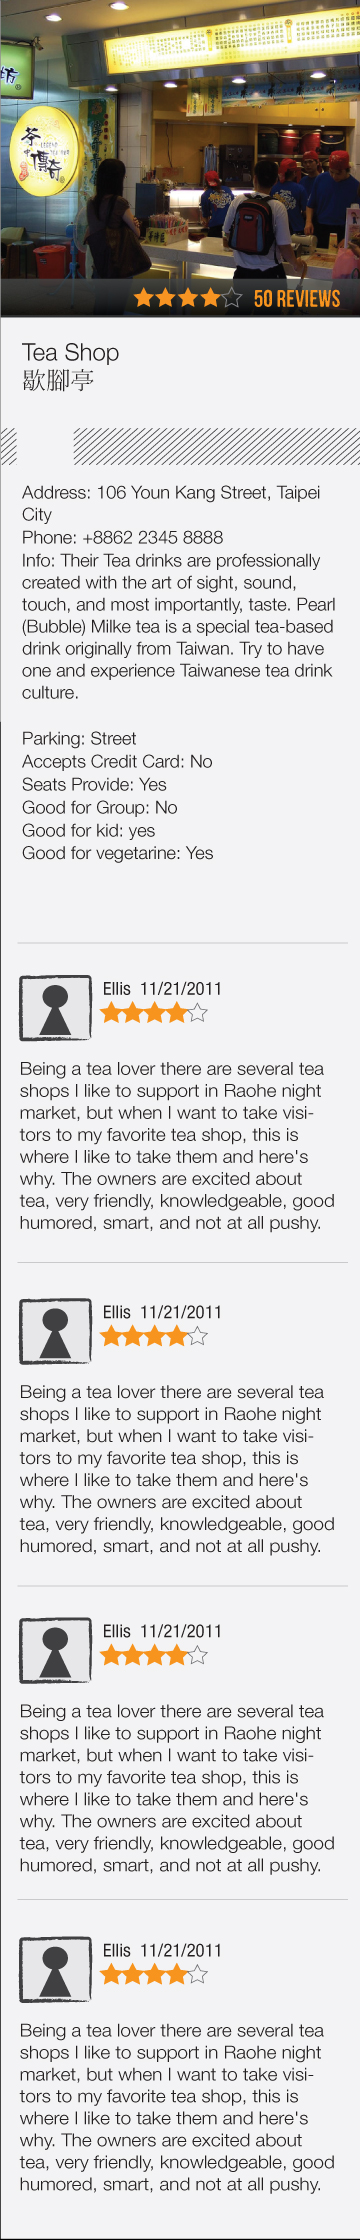 坊
茶
傳奇
50 REVIEWS
Tea Shop
歇腳亭
Address: 106 Youn Kang Street, Taipei
City
Phone: +8862 2345 8888
Info: Their Tea drinks are professionally
created with the art of sight, sound,
touch, and most importantly, taste. Pearl
(Bubble) Milke tea is a special tea-based
drink originally from Taiwan. Try to have
one and experience Taiwanese tea drink
culture.
Parking: Street
Accepts Credit Card: No
Seats Provide: Yes
Good for Group: No
Good for kid: yes
Good for vegetarine: Yes
Ellis 11/21/2011
Being a tea lover there are several tea
shops I like to support in Raohe night
market, but when I want to take visi-
tors to my favorite tea shop, this is
where I like to take them and here's
why. The owners are excited about
tea, very friendly, knowledgeable, good
humored, smart, and not at all pushy.
Ellis 11/21/2011
Being a tea lover there are several tea
shops I like to support in Raohe night
market, but when I want to take visi-
tors to my favorite tea shop, this is
where I like to take them and here's
why. The owners are excited about
tea, very friendly, knowledgeable, good
humored, smart, and not at all pushy.
Ellis 11/21/2011
Being a tea lover there are several tea
shops I like to support in Raohe night
market, but when I want to take visi-
tors to my favorite tea shop, this is
where I like to take them and here's
why. The owners are excited about
tea, very friendly, knowledgeable, good
humored, smart, and not at all pushy.
Ellis 11/21/2011
Being a tea lover there are several tea
shops I like to support in Raohe night
market, but when I want to take visi-
tors to my favorite tea shop, this is
where I like to take them and here's
why. The owners are excited about
tea, very friendly, knowledgeable, good
humored, smart, and not at all pushy.